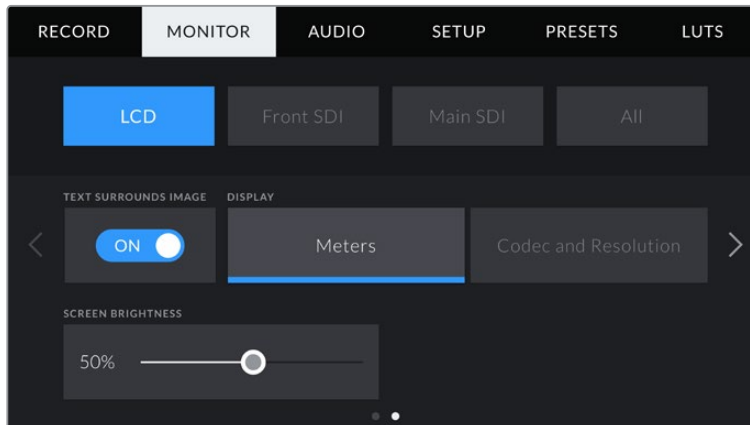 RECORD MONITOR AUDIO SETUP PRESETS LUTS
LCD Front SDI Main SDI All
TEXT SURROUNDS IMAGE DISPLAY
ON Meters Codec and Resolution
SCREEN BRIGHTNESS
50%